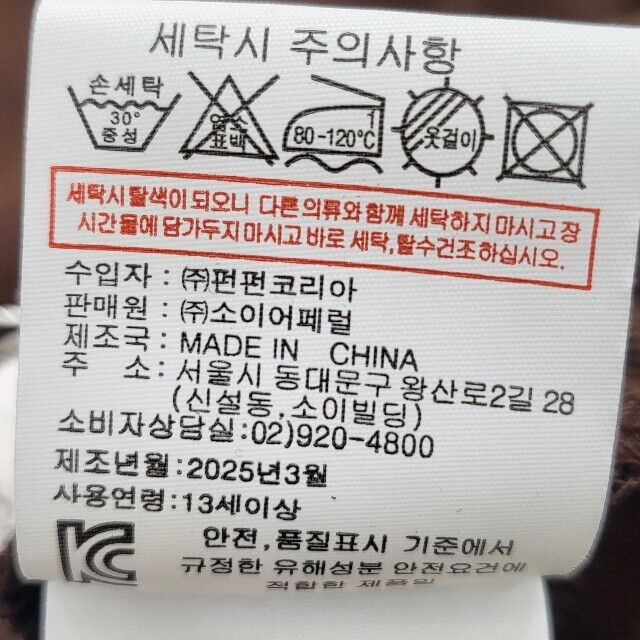 세탁시 주의사항
손세탁
30°
중성
염소
표백
1
80-120℃
옷걸이
세탁시 탈색이 되오니 다른 의류와 함께 세탁하지 마시고 장
시간 물에 담가두지 마시고 바로 세탁,탈수건조하십시오.
수입자 : ㈜펀펀코리아
판매원 : ㈜소이어페럴
제조국 : MADE IN CHINA
주 소 : 서울시 동대문구 왕산로2길 28
(신설동,소이빌딩)
소비자상담실:02)920-4800
제조년월:2025년3월
사용연령:13세이상
안전,품질표시 기준에서
규정한 유해성분 안전요건에
적합한 제품임